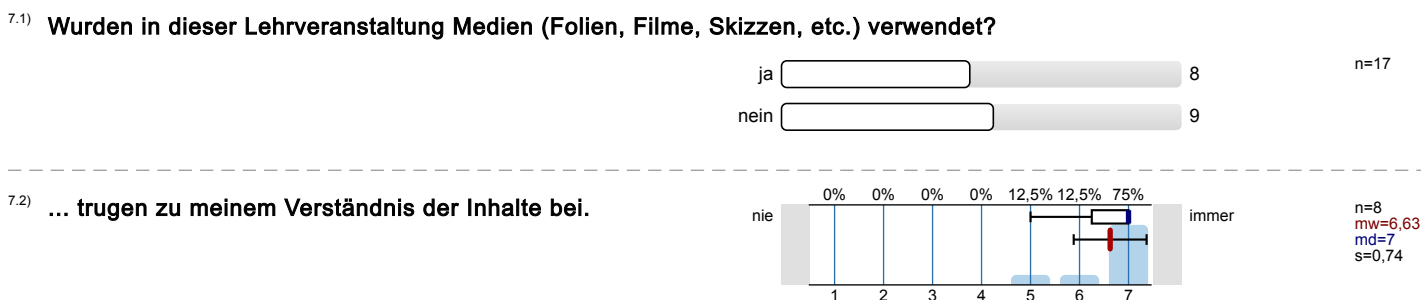 7.1) Wurden in dieser Lehrveranstaltung Medien (Folien, Filme, Skizzen, etc.) verwendet?
ja 8 n=17
nein 9
7.2) ... trugen zu meinem Verständnis der Inhalte bei.
0% 0% 0% 0% 12,5% 12,5% 75%
nie immer
n=8
mw=6,63
md=7
s=0,74
1 2 3 4 5 6 7